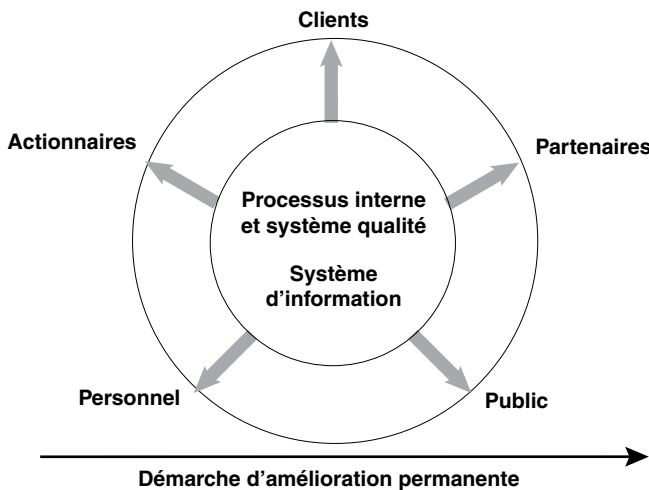 Clients
Actionnaires
Partenaires
Processus interne
et système qualité
Système
d'information
Personnel
Public
Démarche d'amélioration permanente